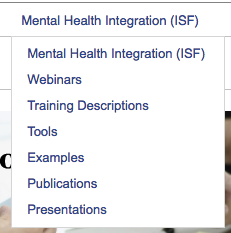 Mental Health Integration (ISF)
Mental Health Integration (ISF)
Webinars
Training Descriptions
Tools
Examples
Publications
Presentations